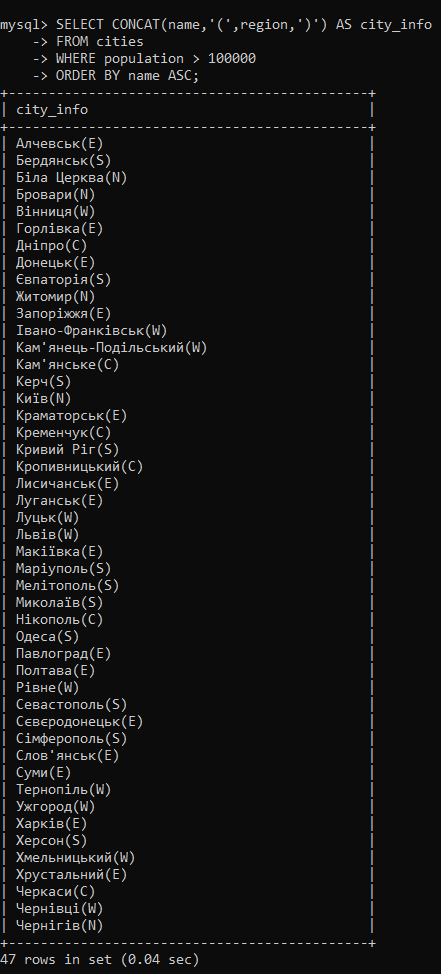 mysql> SELECT CONCAT(name,'(',region,')') AS city_info
    -> FROM cities
    -> WHERE population > 100000
    -> ORDER BY name ASC;
+---------------------------------------------+
| city_info                                   |
+---------------------------------------------+
| Алчевськ(E)                                 |
| Бердянськ(S)                                |
| Біла Церква(N)                              |
| Бровари(N)                                  |
| Вінниця(W)                                  |
| Горлівка(E)                                 |
| Дніпро(C)                                   |
| Донецьк(E)                                  |
| Євпаторія(S)                                |
| Житомир(N)                                  |
| Запоріжжя(E)                                |
| Івано-Франківськ(W)                         |
| Кам'янець-Подільський(W)                    |
| Кам'янське(C)                               |
| Керч(S)                                     |
| Київ(N)                                     |
| Краматорськ(E)                              |
| Кременчук(C)                                |
| Кривий Ріг(S)                               |
| Кропивницький(C)                            |
| Лисичанськ(E)                               |
| Луганськ(E)                                 |
| Луцьк(W)                                    |
| Львів(W)                                    |
| Макіївка(E)                                 |
| Маріуполь(S)                                |
| Мелітополь(S)                               |
| Миколаїв(S)                                 |
| Нікополь(C)                                 |
| Одеса(S)                                    |
| Павлоград(E)                                |
| Полтава(E)                                  |
| Рівне(W)                                    |
| Севастополь(S)                              |
| Сєвєродонецьк(E)                            |
| Сімферополь(S)                              |
| Слов'янськ(E)                               |
| Суми(E)                                     |
| Тернопіль(W)                                |
| Ужгород(W)                                  |
| Харків(E)                                   |
| Херсон(S)                                   |
| Хмельницький(W)                             |
| Хрустальний(E)                              |
| Черкаси(C)                                  |
| Чернівці(W)                                 |
| Чернігів(N)                                 |
+---------------------------------------------+
47 rows in set (0.04 sec)